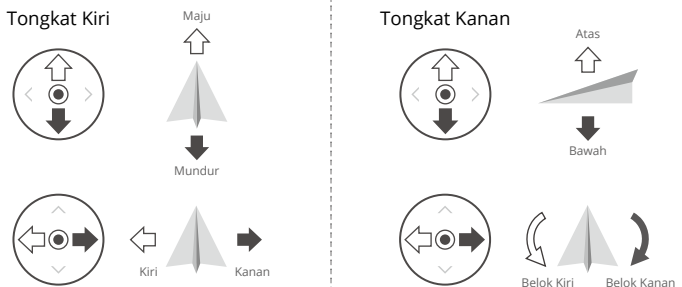 Tongkat Kiri
Maju
Mundur
Kiri
Kanan
Tongkat Kanan
Atas
Bawah
Belok Kiri
Belok Kanan